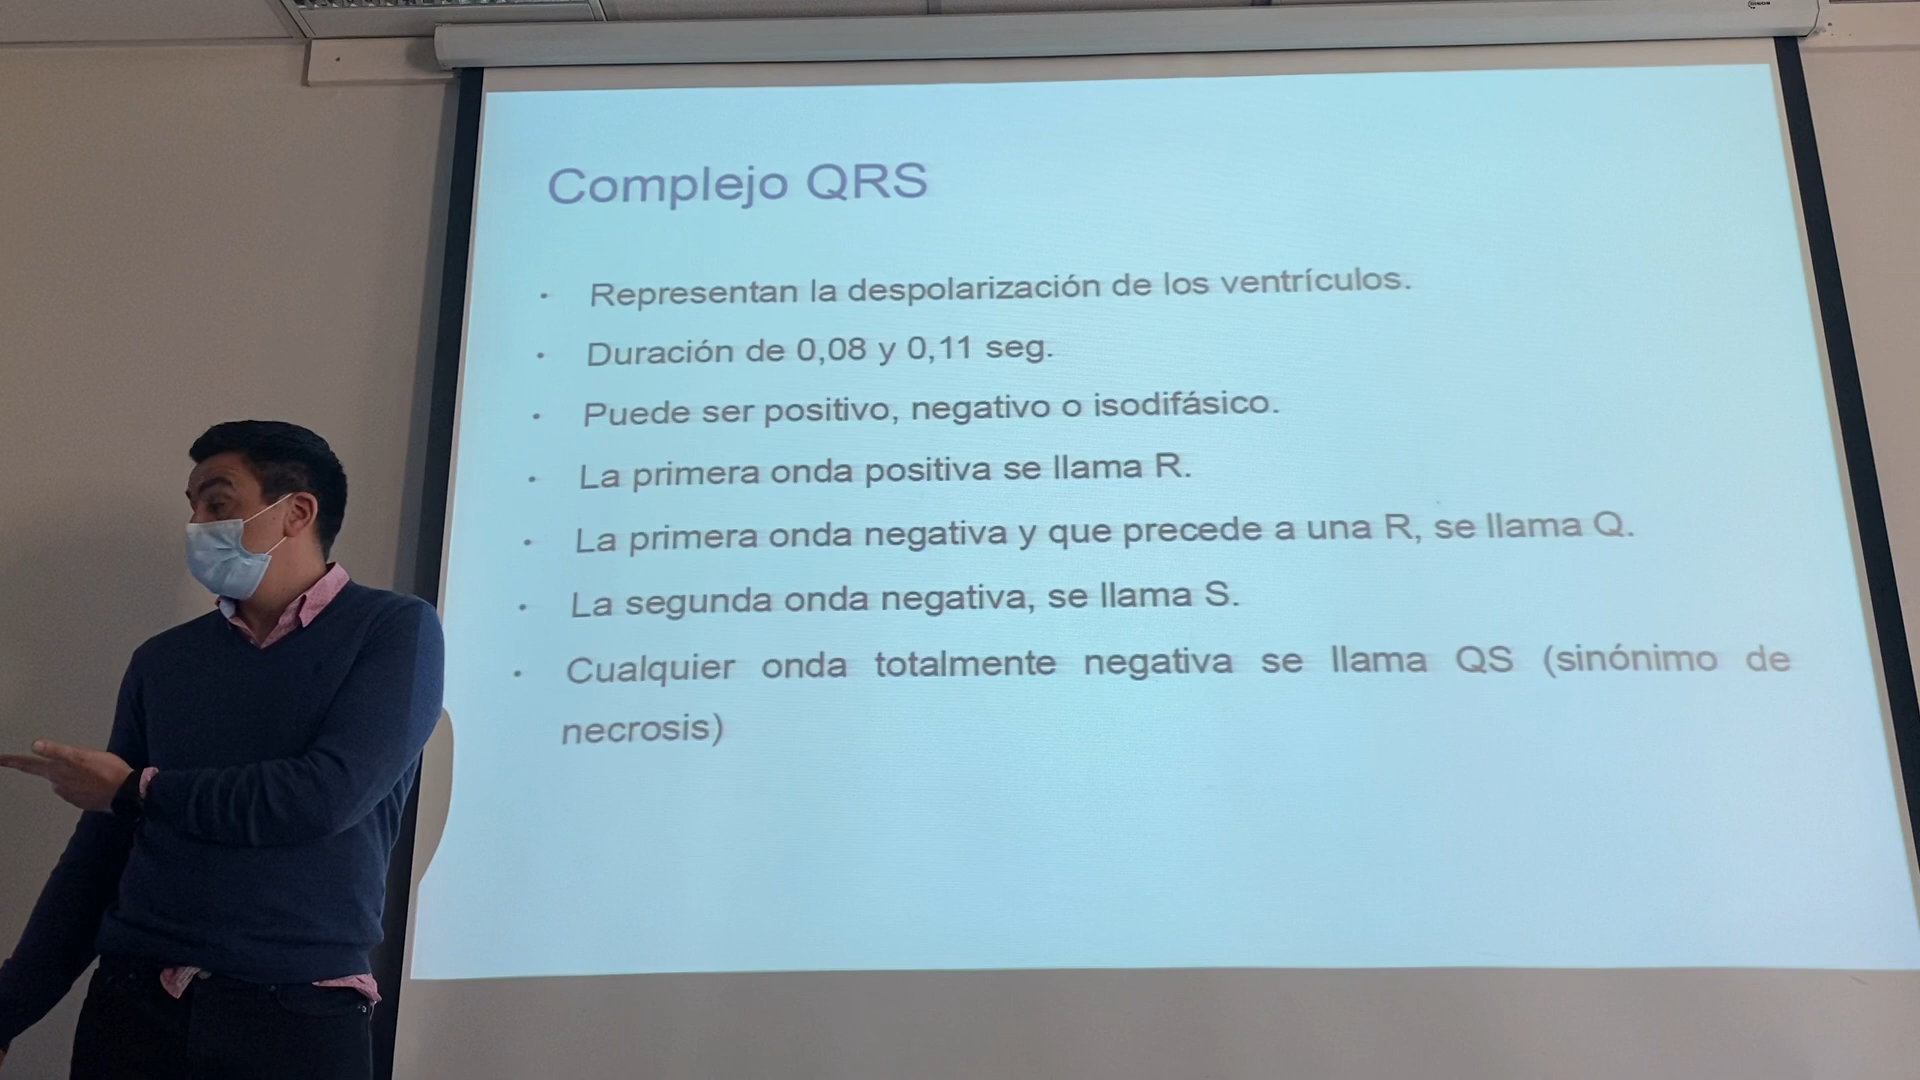 Complejo QRS
· Representan la despolarización de los ventrículos.
· Duración de 0,08 y 0,11 seg.
· Puede ser positivo, negativo o isodifásico.
· La primera onda positiva se llama R.
· La primera onda negativa y que precede a una R, se llama Q.
· La segunda onda negativa, se llama S.
· Cualquier onda totalmente negativa se llama QS (sinónimo de
necrosis)